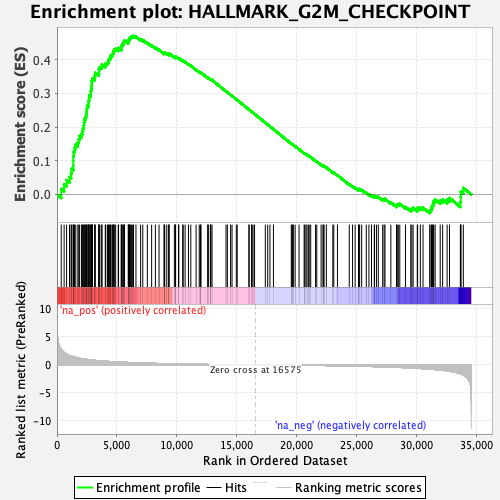 Enrichment plot: HALLMARK_G2M_CHECKPOINT
Enrichment score (ES)
0.4
0.3
0.2
0.1
0.0
'na_pos' (positively correlated)
Ranked list metric (PreRanked)
10
5
0
-5
-10
Zero cross at 16575
'na_neg' (negatively correlated)
0
5,000
10,000
15,000
20,000
25,000
30,000
35,000
Rank in Ordered Dataset
Enrichment profile
Hits
Ranking metric scores